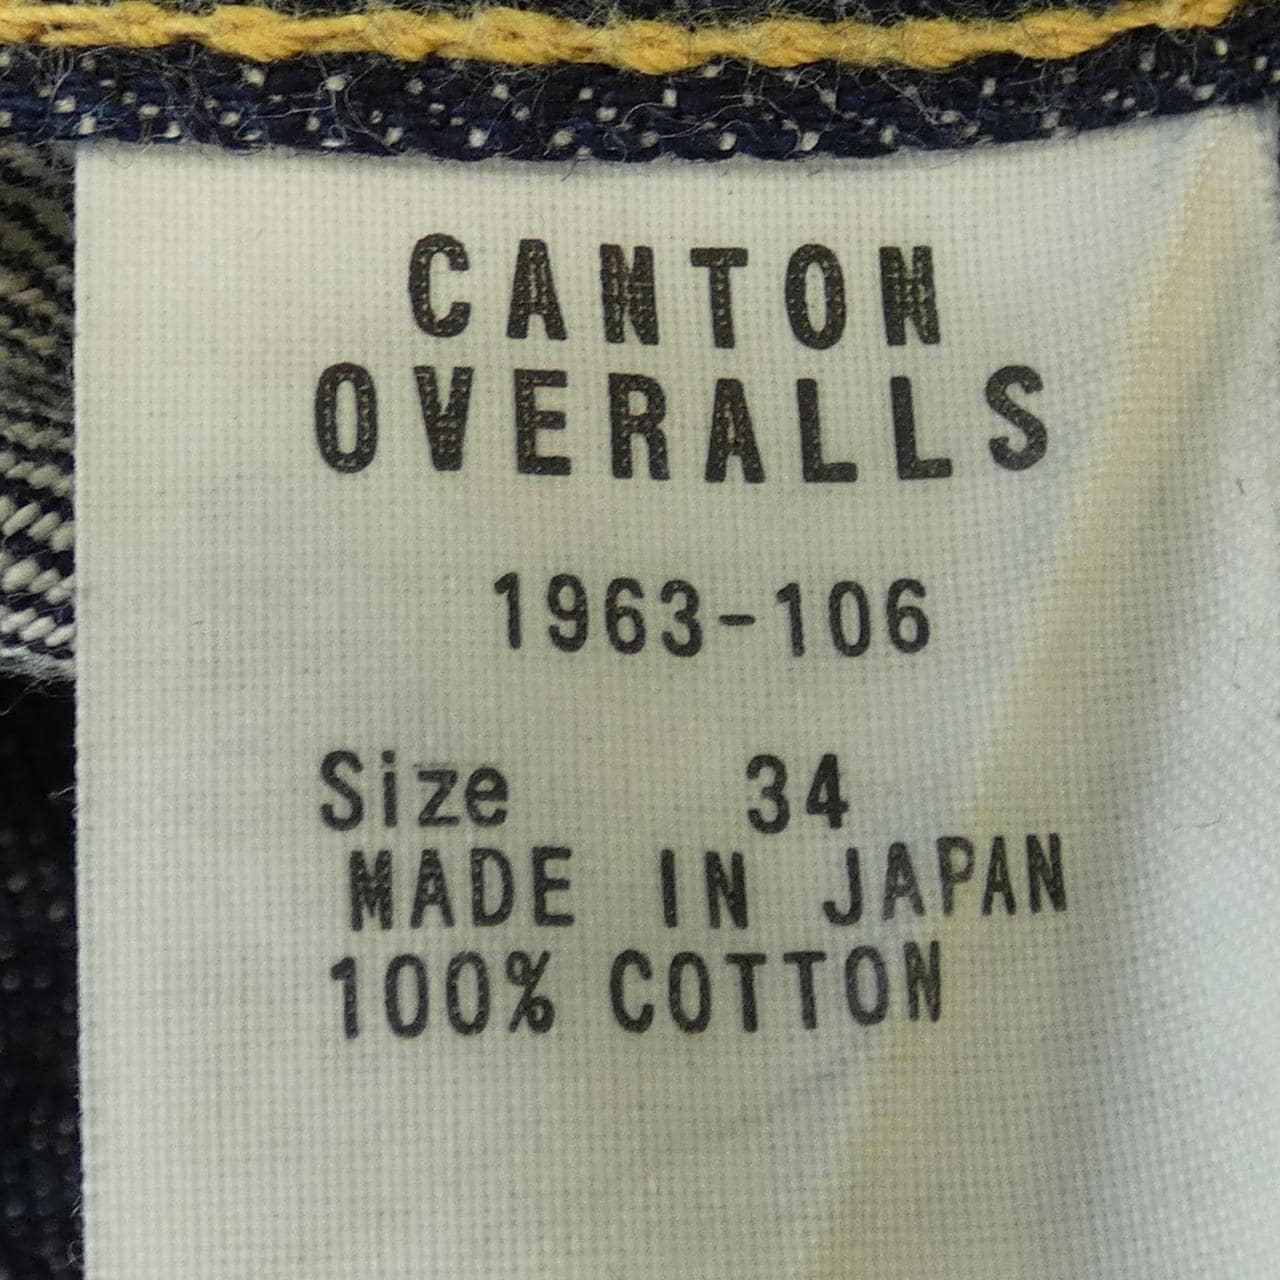 CANTON
OVERALLS
1963-106
Size 34
MADE IN JAPAN
100% COTTON